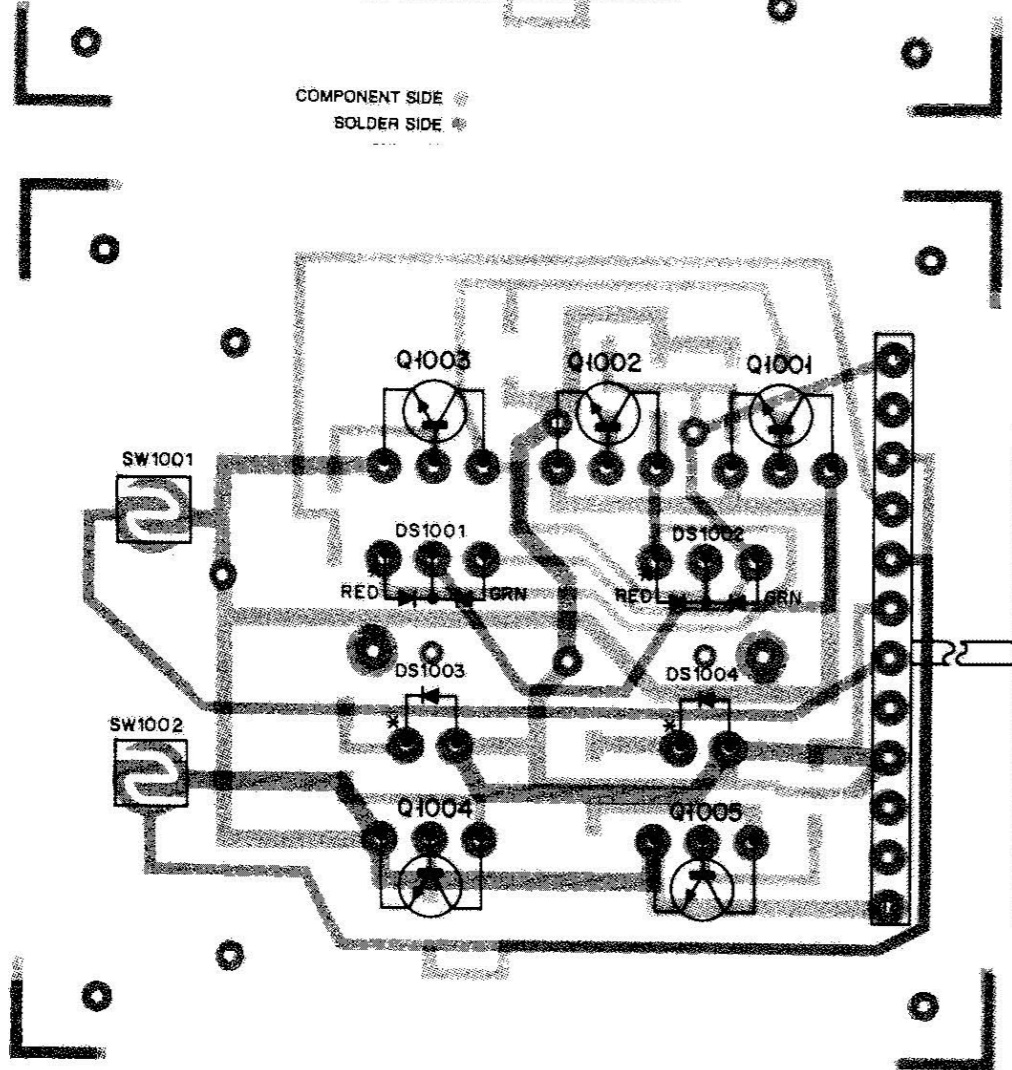 COMPONENT SIDE
SOLDER SIDE
Q1003
Q1002
Q1001
SW1001
DS1001
DS1002
RED
GRN
RED
GRN
DS1003
DS1004
*
*
SW1002
Q1004
Q1005